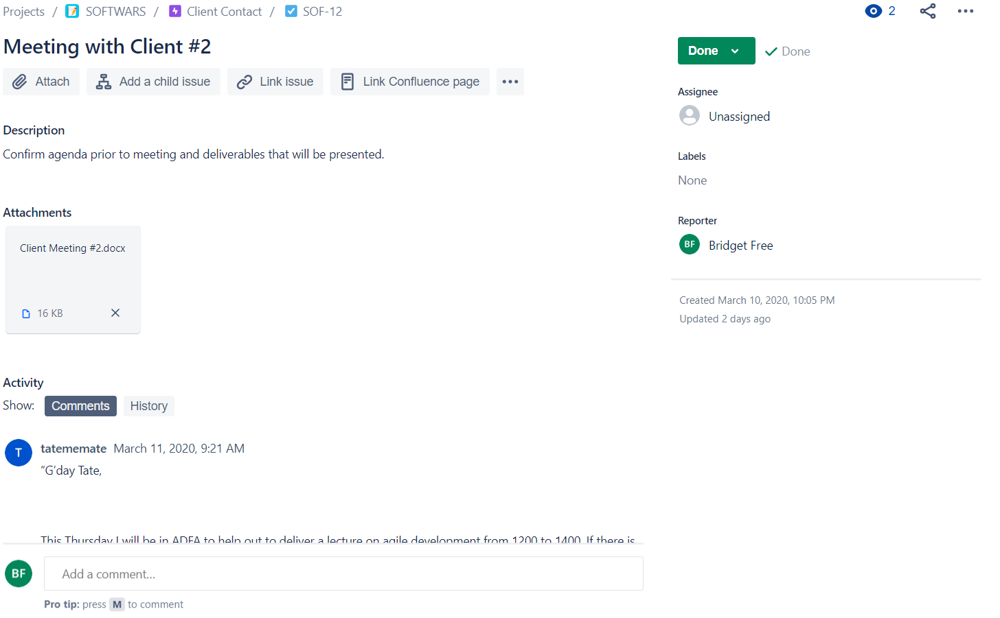 Projects / SOFTWARS / Client Contact / SOF-12
2
Meeting with Client #2
Attach
Add a child issue
Link issue
Link Confluence page
Description
Confirm agenda prior to meeting and deliverables that will be presented.
Attachments
Client Meeting #2.docx
16 KB
Activity
Show: Comments History
T
tatememate March 11, 2020, 9:21 AM
“G’day Tate,
This Thursday I will be in ADFA to help out to deliver a lecture on agile development from 1200 to 1400. If there is
BF
Add a comment...
Pro tip: press M to comment
Done
Done
Assignee
Unassigned
Labels
None
Reporter
BF Bridget Free
Created March 10, 2020, 10:05 PM
Updated 2 days ago